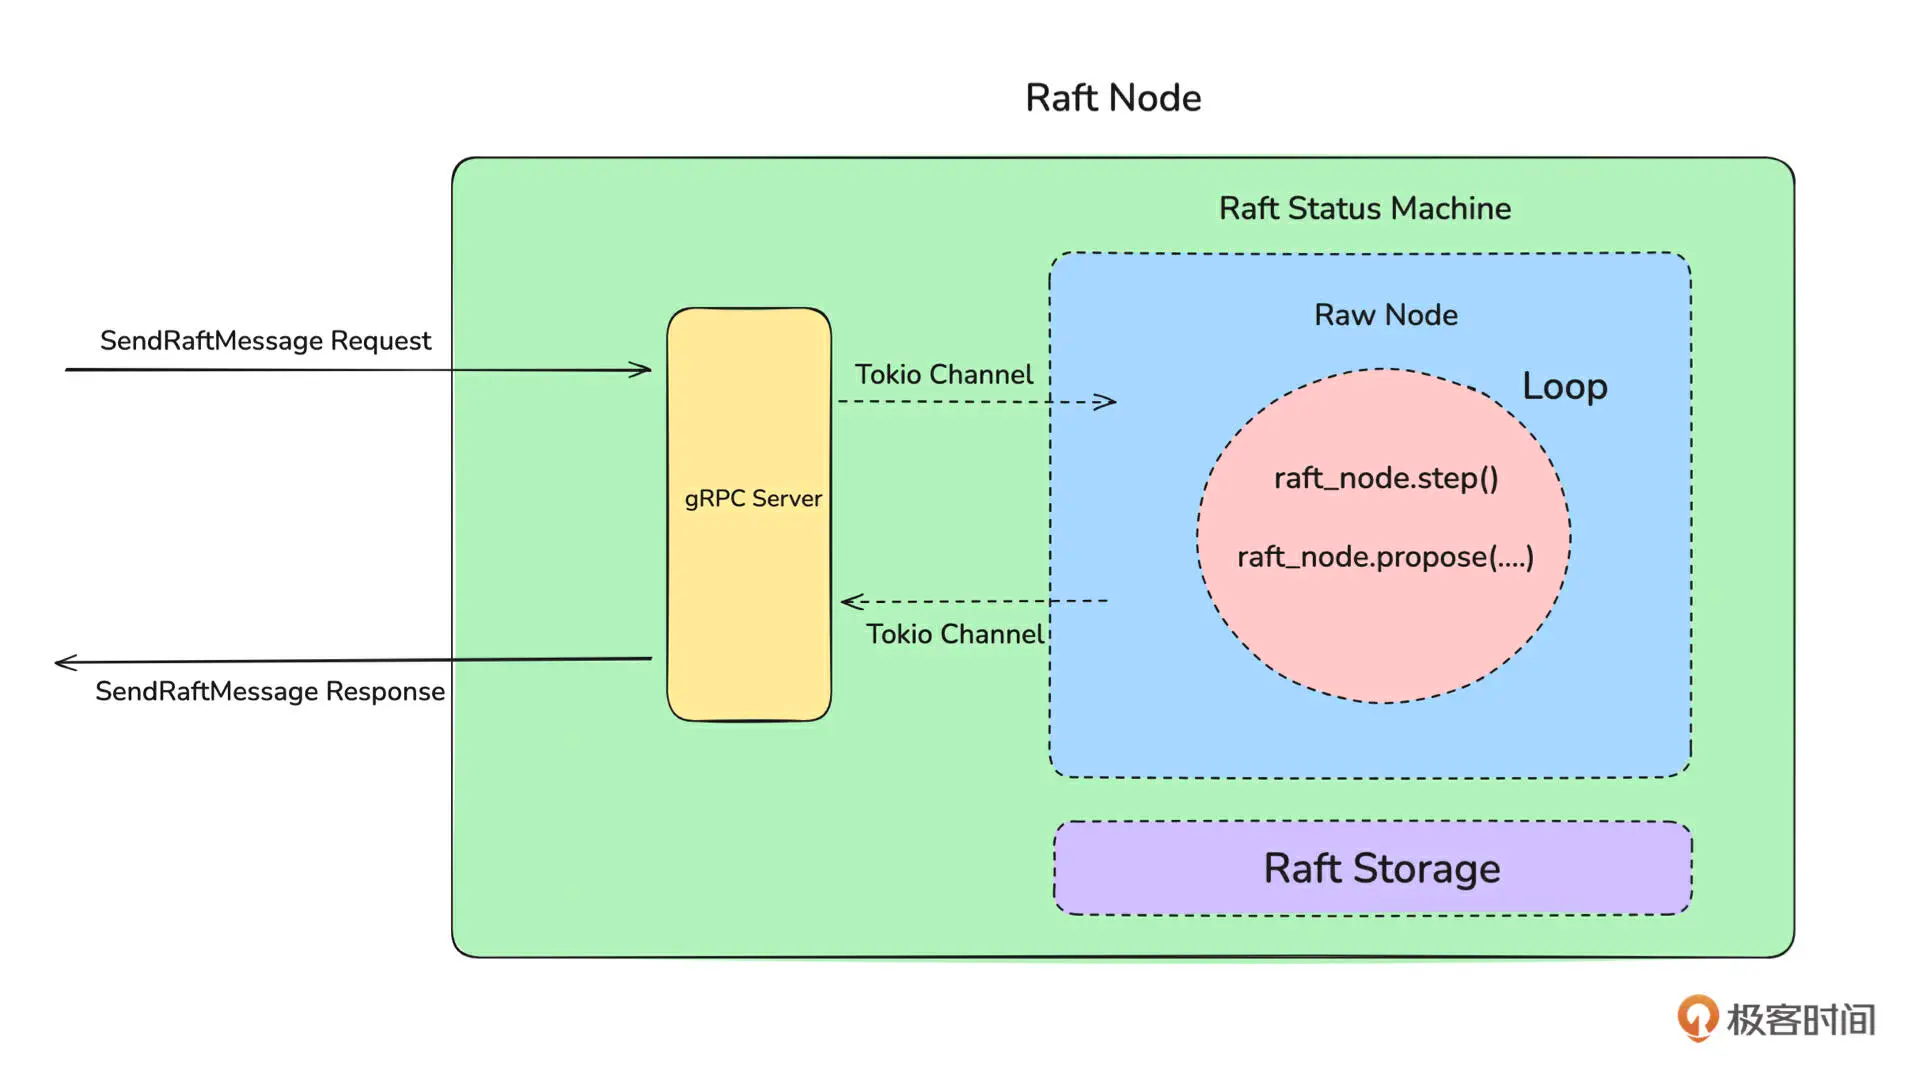 Raft Node
Raft Status Machine
Raw Node
SendRaftMessage Request
Tokio Channel
Loop
raft_node.step()
gRPC Server
raft_node.propose(....)
Tokio Channel
SendRaftMessage Response
Raft Storage
极客时间